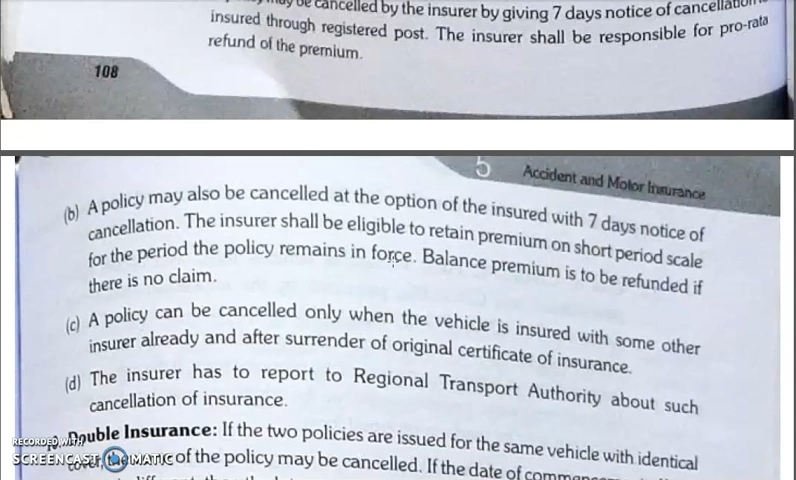 may be cancelled by the insurer by giving 7 days notice of cancellation
insured through registered post. The insurer shall be responsible for pro-rata
refund of the premium.
108
5
Accident and Motor Insurance
(b) A policy may also be cancelled at the option of the insured with 7 days notice of
cancellation. The insurer shall be eligible to retain premium on short period scale
for the period the policy remains in force. Balance premium is to be refunded if
there is no claim.
(c) A policy can be cancelled only when the vehicle is insured with some other
insurer already and after surrender of original certificate of insurance.
(d) The insurer has to report to Regional Transport Authority about such
cancellation of insurance.
Double Insurance: If the two policies are issued for the same vehicle with identical
cover, of the policy may be cancelled. If the date of
RECORDED WITH
SCREENCAST-O-MATIC